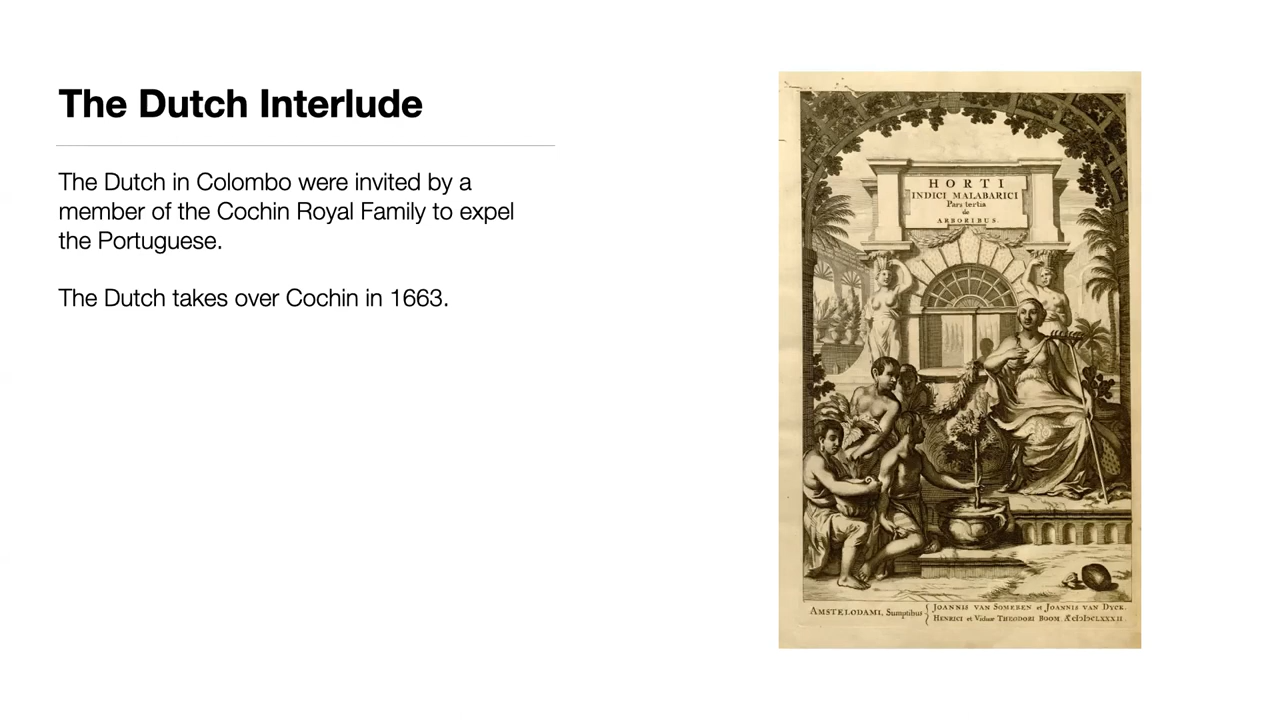 The Dutch Interlude
The Dutch in Colombo were invited by a
member of the Cochin Royal Family to expel
the Portuguese.
The Dutch takes over Cochin in 1663.
HORTI
INDICI MALABARICI
Pars tertia
de
ARBORIBUS.
AMSTELODAMI, Sumptibus { JOANNIS VAN SOMEREN et JOANNIS VAN DYCK.
HENRICI et Viduæ THEODORI BOOM. Æ cIↃIↃcLXXXII.